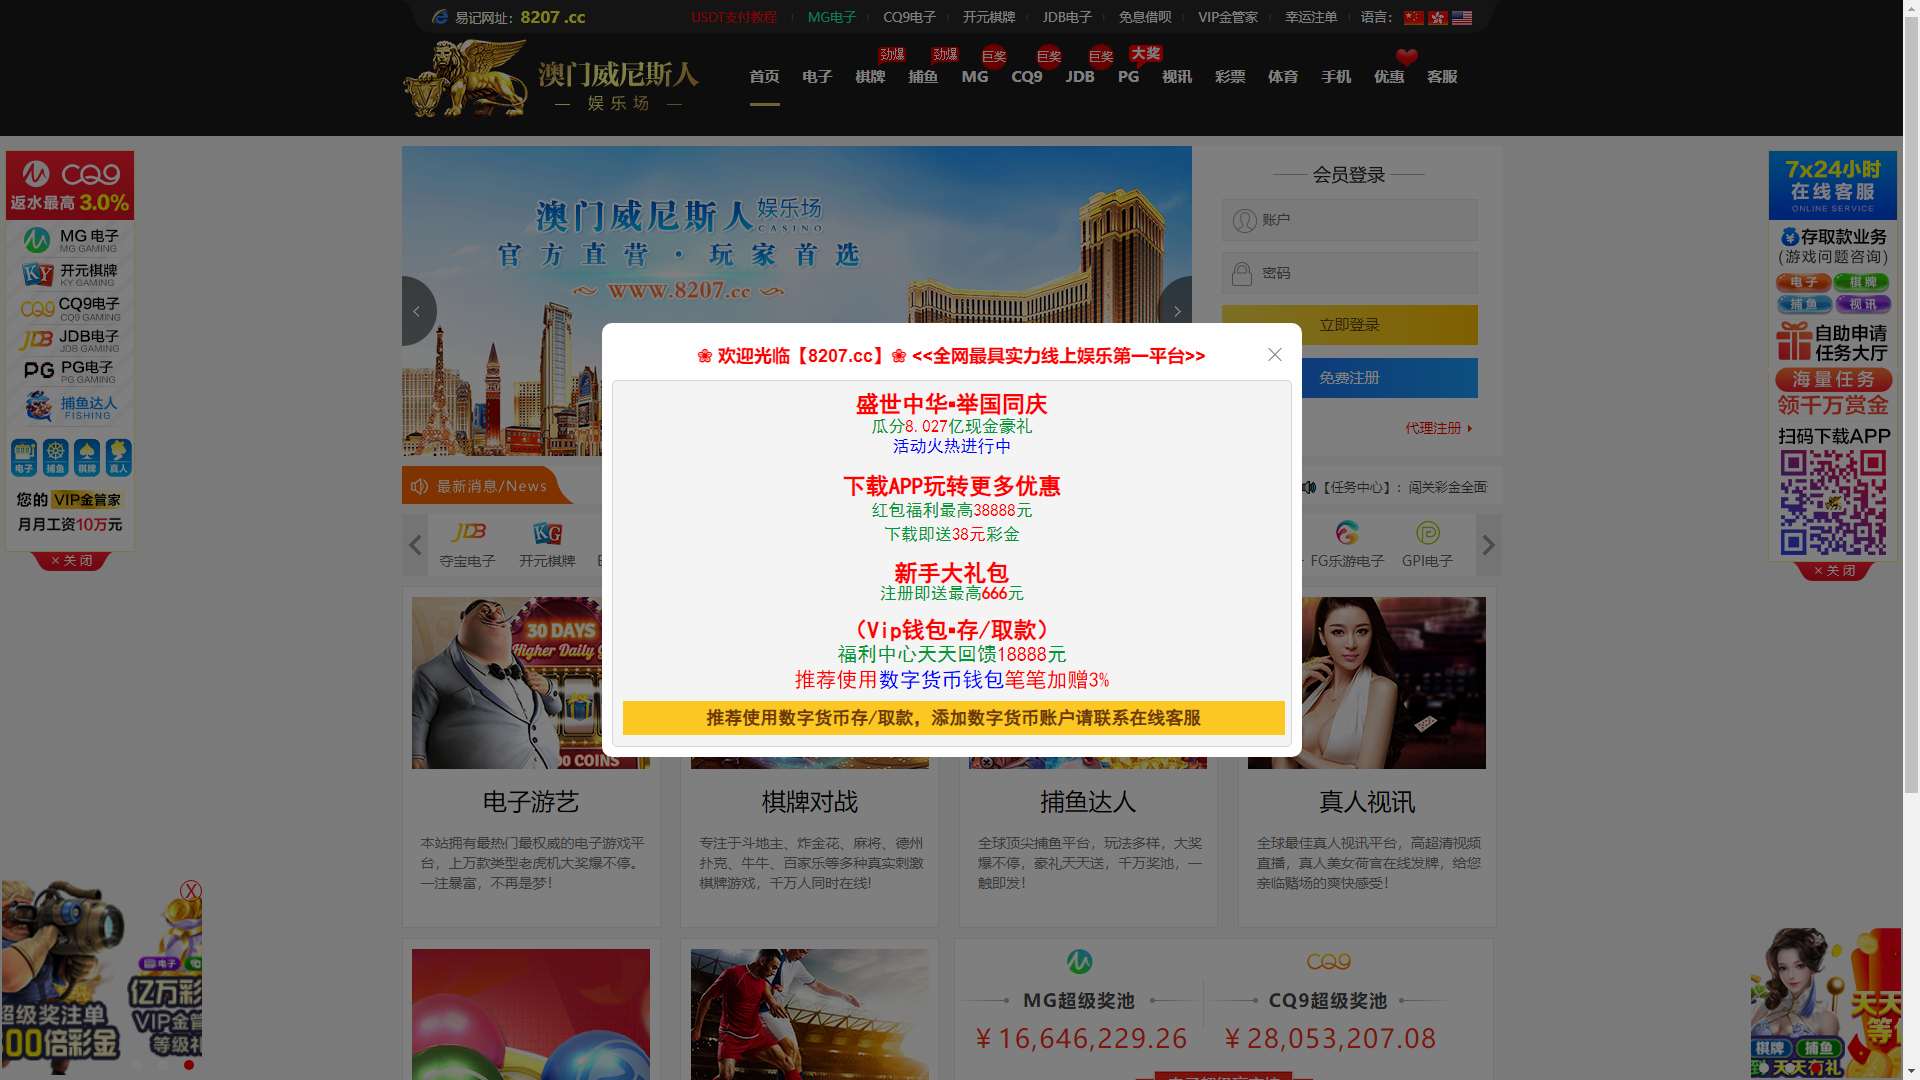 易记网址：8207.cc
USDT支付教程
MG电子
CQ9电子
开元棋牌
JDB电子
免息借呗
VIP金管家
幸运注单
语言：
劲爆
劲爆
巨奖
巨奖
巨奖
大奖
澳门威尼斯人
娱乐场
首页
电子
棋牌
捕鱼
MG
CQ9
JDB
PG
视讯
彩票
体育
手机
优惠
客服
CQ9
返水最高 3.0%
MG 电子
MG GAMING
KY
开元棋牌
KY GAMING
CQ9
CQ9电子
CQ9 GAMING
JDB
JDB电子
JDB GAMING
PG
PG电子
PG GAMING
捕鱼达人
FISHING
电子
捕鱼
棋牌
真人
您的 VIP金管家
月月工资10万元
× 关 闭
澳门威尼斯人娱乐场
CASINO
官方直营·玩家首选
www.8207.cc
会员登录
账户
密码
立即登录
免费注册
代理注册
7x24小时
在线客服
ONLINE SERVICE
存取款业务
(游戏问题咨询)
电子
棋牌
捕鱼
视讯
自助申请
任务大厅
海量任务
领千万赏金
扫码下载APP
× 关 闭
❀ 欢迎光临【8207.cc】❀ <<全网最具实力线上娱乐第一平台>>
盛世中华▪举国同庆
瓜分8.027亿现金豪礼
活动火热进行中
下载APP玩转更多优惠
红包福利最高38888元
下载即送38元彩金
新手大礼包
注册即送最高666元
（Vip钱包▪存/取款）
福利中心天天回馈18888元
推荐使用数字货币钱包笔笔加赠3%
推荐使用数字货币存/取款，添加数字货币账户请联系在线客服
最新消息/News
【任务中心】：闯关彩金全面
JDB
夺宝电子
KG
开元棋牌
FG乐游电子
GPI电子
30 DAYS
Higher Daily
00 COINS
电子游艺
本站拥有最热门最权威的电子游戏平
台，上万款类型老虎机大奖爆不停。
一注暴富，不再是梦！
棋牌对战
专注于斗地主、炸金花、麻将、德州
扑克、牛牛、百家乐等多种真实刺激
棋牌游戏，千万人同时在线!
捕鱼达人
全球顶尖捕鱼平台，玩法多样，大奖
爆不停，豪礼天天送，千万奖池，一
触即发！
真人视讯
全球最佳真人视讯平台，高超清视频
直播，真人美女荷官在线发牌，给您
亲临赌场的爽快感受！
MG超级奖池
¥ 16,646,229.26
CQ9
CQ9超级奖池
¥ 28,053,207.08
X
电子
亿万彩
超级奖注单
VIP金管
00倍彩金
等级礼
天天
棋牌
捕鱼
天天有礼